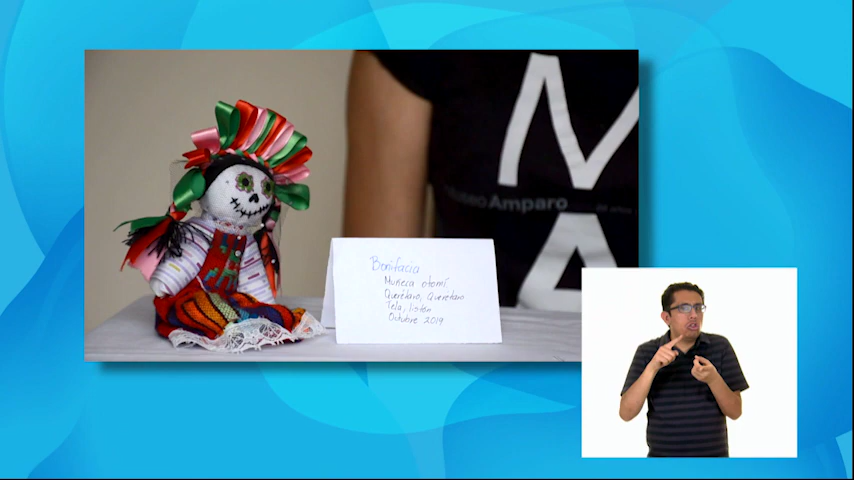 Bonifacia
Muñeca otomí
Querétaro, Querétaro
Tela, listón
Octubre 2019
M
Museo Amparo
A